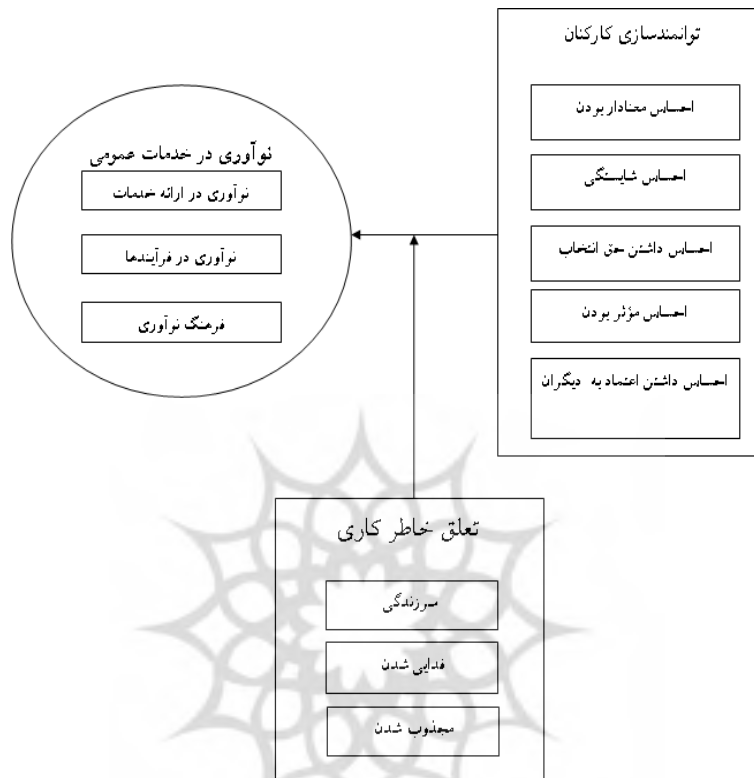 توانمندسازی کارکنان
احساس معنادار بودن
احساس شایستگی
احساس داشتن حق انتخاب
احساس مؤثر بودن
احساس داشتن اعتماد به دیگران
نوآوری در خدمات عمومی
نوآوری در ارائه خدمات
نوآوری در فرآیندها
فرهنگ نوآوری
تعلق خاطر کاری
سرزندگی
فدایی شدن
مجذوب شدن